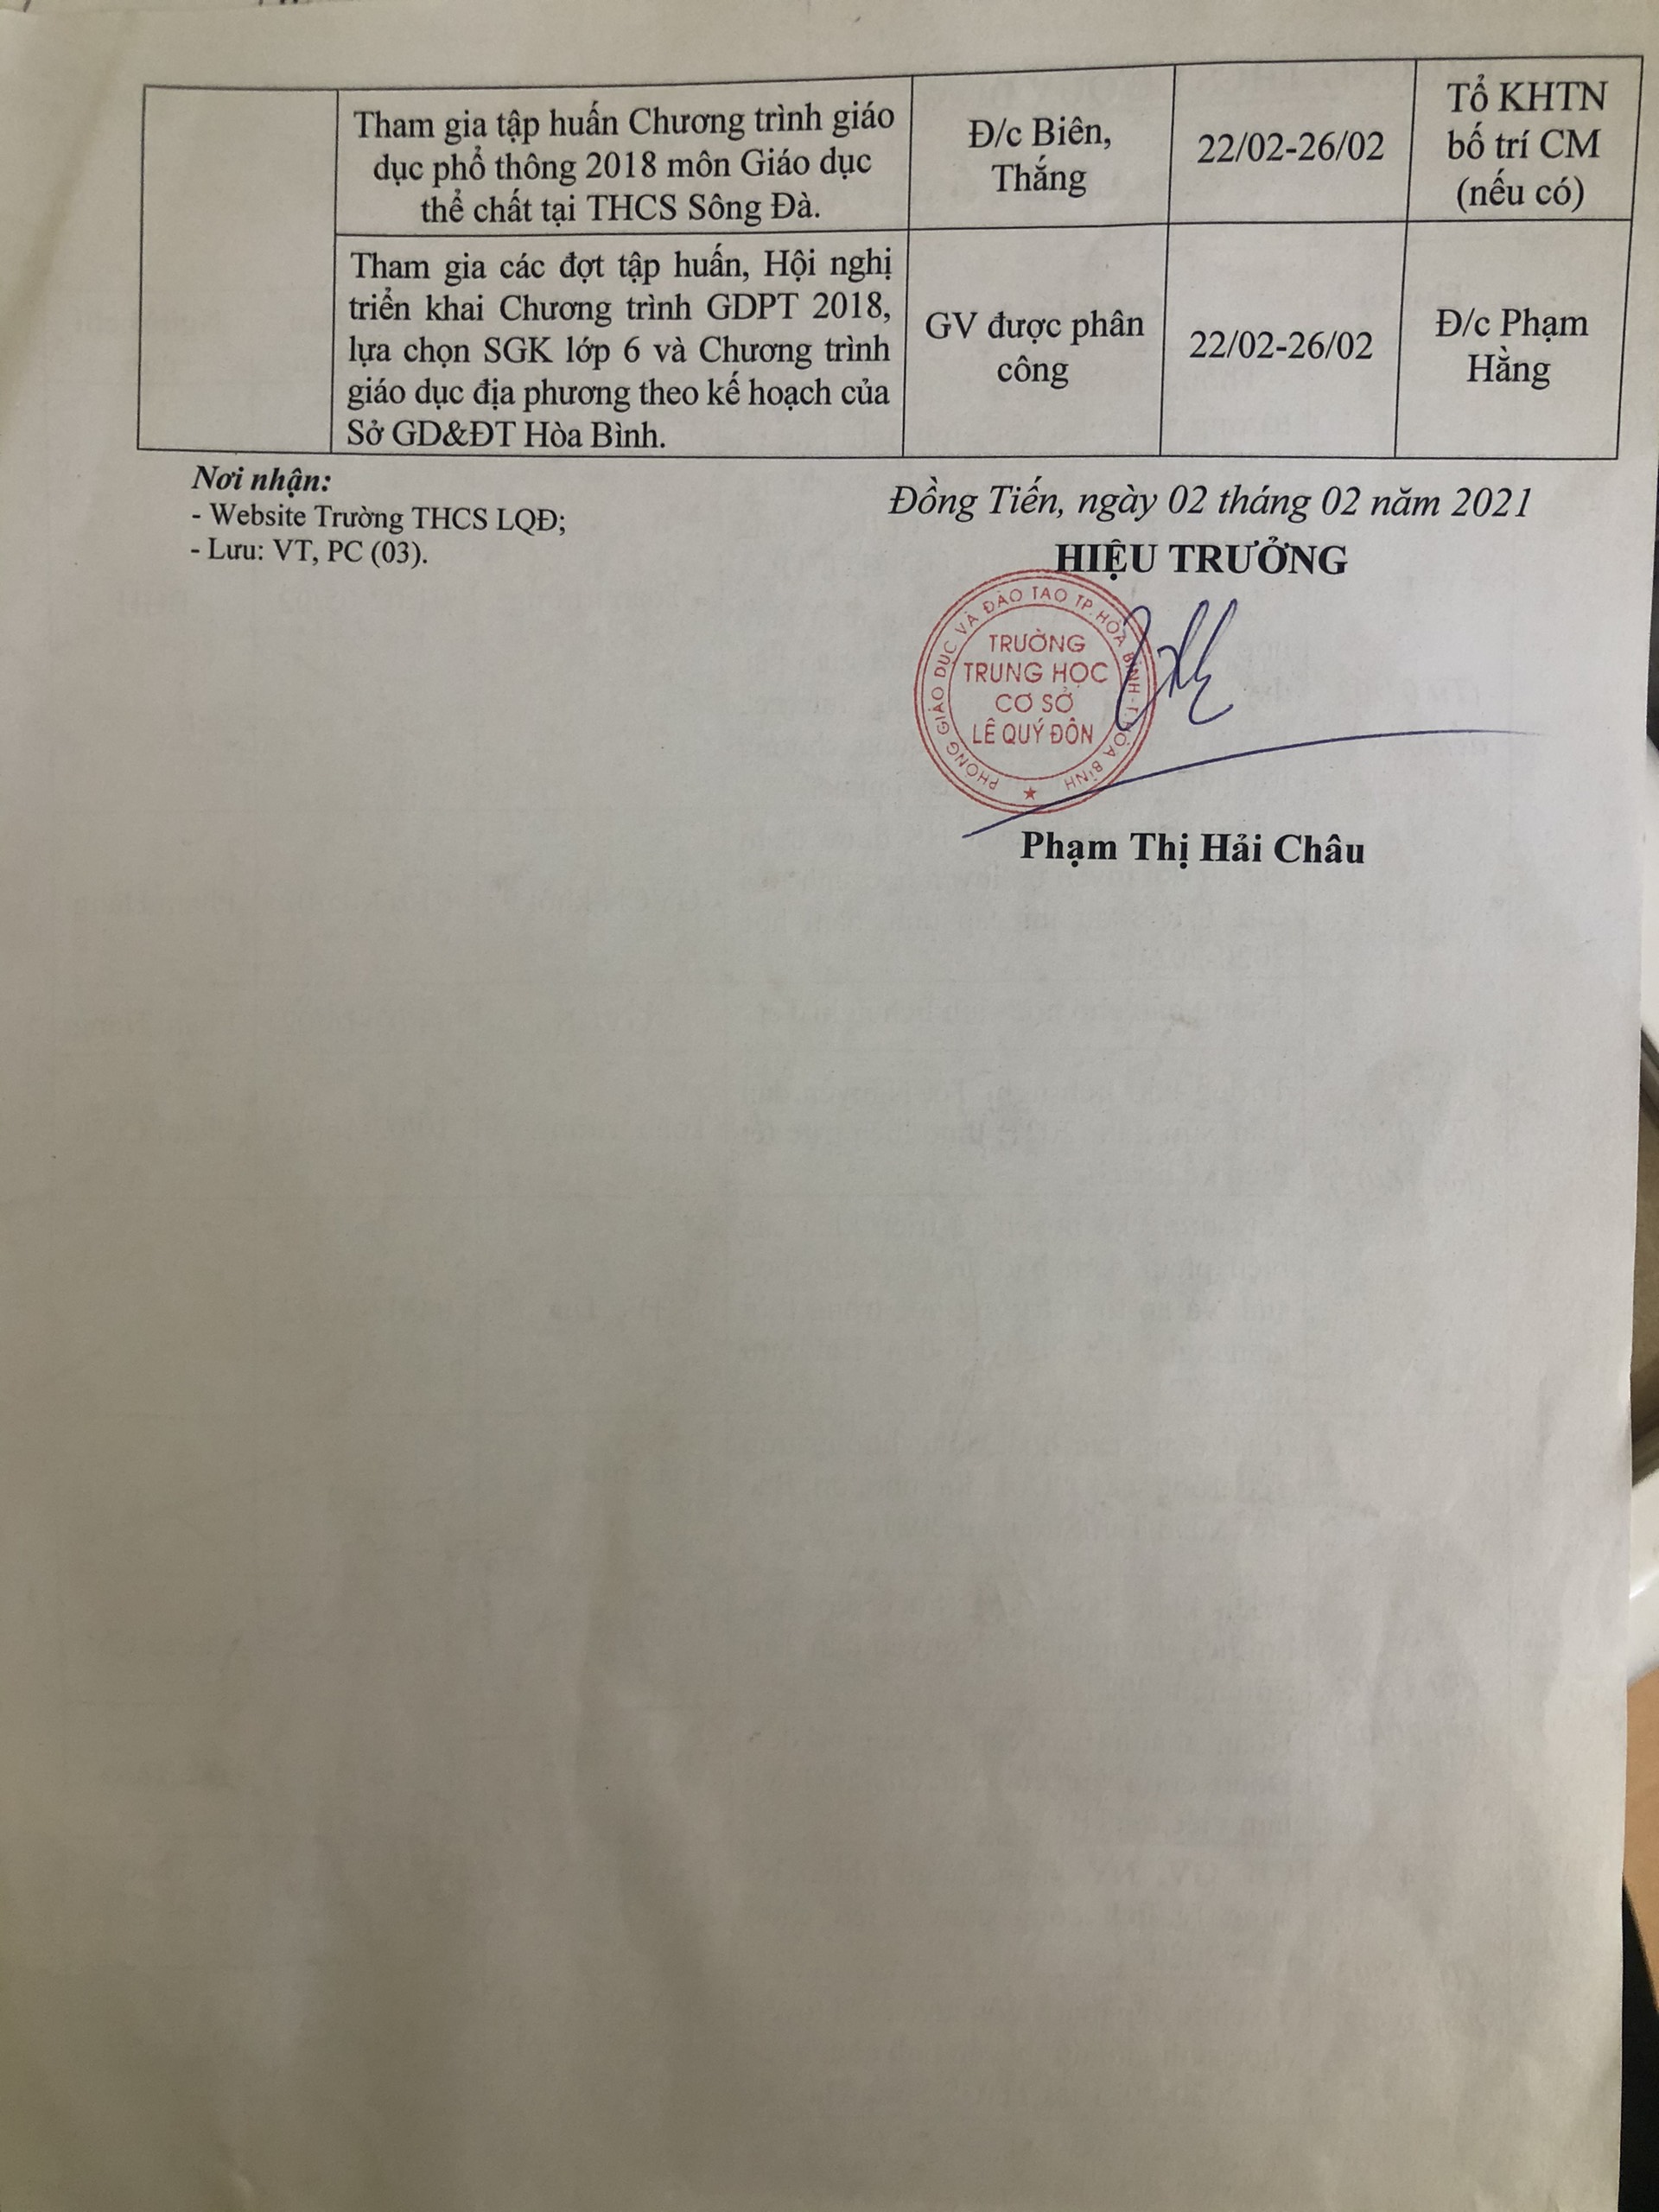 Tham gia tập huấn Chương trình giáo
dục phổ thông 2018 môn Giáo dục
thể chất tại THCS Sông Đà.
Đ/c Biên,
Thắng
22/02-26/02
Tổ KHTN
bố trí CM
(nếu có)
Tham gia các đợt tập huấn, Hội nghị
triển khai Chương trình GDPT 2018,
lựa chọn SGK lớp 6 và Chương trình
giáo dục địa phương theo kế hoạch của
Sở GD&ĐT Hòa Bình.
GV được phân
công
22/02-26/02
Đ/c Phạm
Hằng
Nơi nhận:
- Website Trường THCS LQĐ;
- Lưu: VT, PC (03).
Đồng Tiến, ngày 02 tháng 02 năm 2021
HIỆU TRƯỞNG
PHÒNG GIÁO DỤC VÀ ĐÀO TẠO TP.HÒA BÌNH-T.HÒA BÌNH
TRƯỜNG
TRUNG HỌC
CƠ SỞ
LÊ QUÝ ĐÔN
Phạm Thị Hải Châu